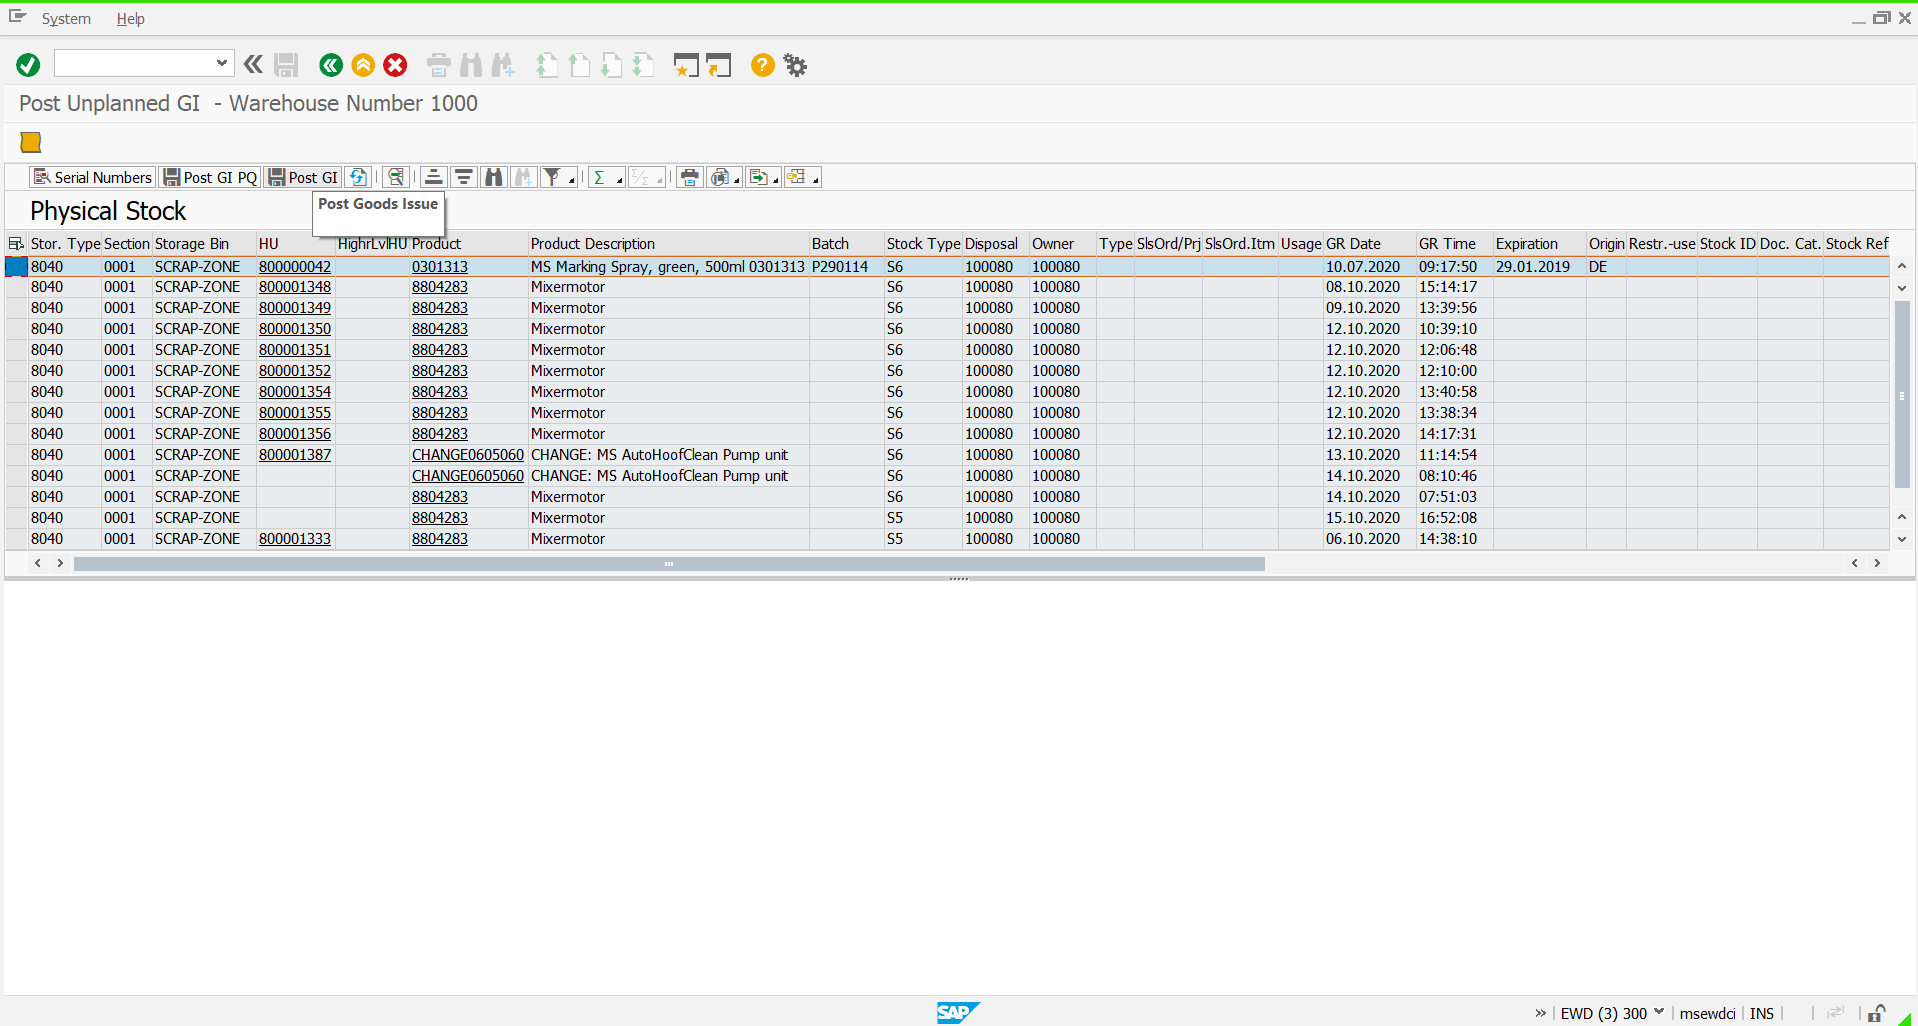 System Help
Post Unplanned GI - Warehouse Number 1000
Serial Numbers Post GI PQ Post GI
Post Goods Issue
Physical Stock
Stor. Type Section Storage Bin HU HighrLvlHU Product Product Description Batch Stock Type Disposal Owner Type SlsOrd/Prj SlsOrd.Itm Usage GR Date GR Time Expiration Origin Restr.-use Stock ID Doc. Cat. Stock Ref
8040 0001 SCRAP-ZONE 800000042 0301313 MS Marking Spray, green, 500ml 0301313 P290114 S6 100080 100080 10.07.2020 09:17:50 29.01.2019 DE
8040 0001 SCRAP-ZONE 800001348 8804283 Mixermotor S6 100080 100080 08.10.2020 15:14:17
8040 0001 SCRAP-ZONE 800001349 8804283 Mixermotor S6 100080 100080 09.10.2020 13:39:56
8040 0001 SCRAP-ZONE 800001350 8804283 Mixermotor S6 100080 100080 12.10.2020 10:39:10
8040 0001 SCRAP-ZONE 800001351 8804283 Mixermotor S6 100080 100080 12.10.2020 12:06:48
8040 0001 SCRAP-ZONE 800001352 8804283 Mixermotor S6 100080 100080 12.10.2020 12:10:00
8040 0001 SCRAP-ZONE 800001354 8804283 Mixermotor S6 100080 100080 12.10.2020 13:40:58
8040 0001 SCRAP-ZONE 800001355 8804283 Mixermotor S6 100080 100080 12.10.2020 13:38:34
8040 0001 SCRAP-ZONE 800001356 8804283 Mixermotor S6 100080 100080 12.10.2020 14:17:31
8040 0001 SCRAP-ZONE 800001387 CHANGE0605060 CHANGE: MS AutoHoofClean Pump unit S6 100080 100080 13.10.2020 11:14:54
8040 0001 SCRAP-ZONE CHANGE0605060 CHANGE: MS AutoHoofClean Pump unit S6 100080 100080 14.10.2020 08:10:46
8040 0001 SCRAP-ZONE 8804283 Mixermotor S6 100080 100080 14.10.2020 07:51:03
8040 0001 SCRAP-ZONE 8804283 Mixermotor S5 100080 100080 15.10.2020 16:52:08
8040 0001 SCRAP-ZONE 800001333 8804283 Mixermotor S5 100080 100080 06.10.2020 14:38:10
SAP EWD (3) 300 msewdci INS